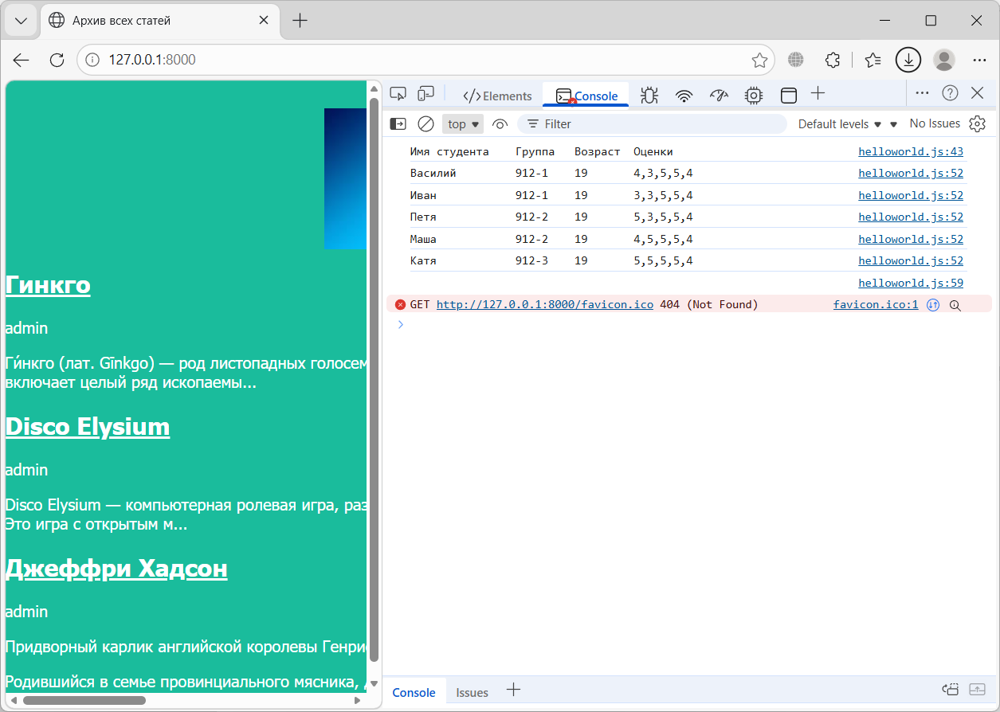 Архив всех статей
127.0.0.1:8000
Elements
Console
top
Filter
Default levels
No Issues
Имя студента Группа Возраст Оценки helloworld.js:43
Василий 912-1 19 4,3,5,5,4 helloworld.js:52
Иван 912-1 19 3,3,5,5,4 helloworld.js:52
Петя 912-2 19 5,3,5,5,4 helloworld.js:52
Маша 912-2 19 4,5,5,5,4 helloworld.js:52
Катя 912-3 19 5,5,5,5,4 helloworld.js:52
helloworld.js:59
GET http://127.0.0.1:8000/favicon.ico 404 (Not Found) favicon.ico:1
Гинкго
admin
Ги́нкго (лат. Gīnkgo) — род листопадных голосем
включает целый ряд ископаемы...
Disco Elysium
admin
Disco Elysium — компьютерная ролевая игра, раз
Это игра с открытым м...
Джеффри Хадсон
admin
Придворный карлик английской королевы Генри
Родившийся в семье провинциального мясника,
Console
Issues